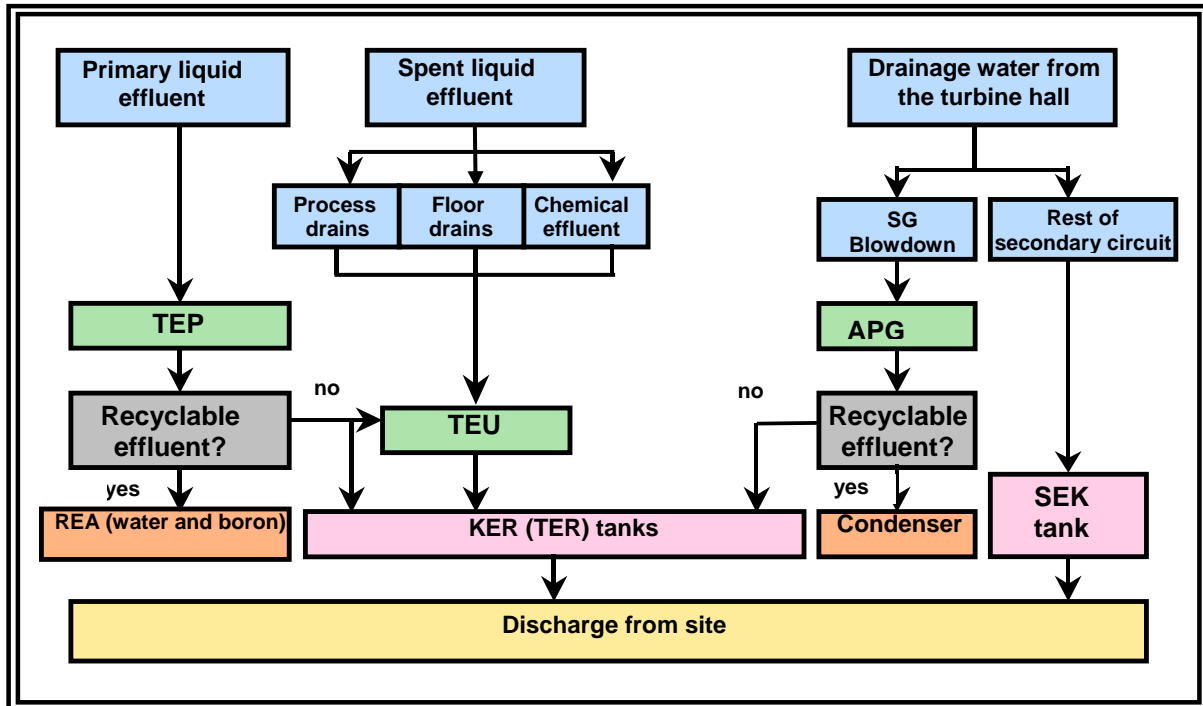 Primary liquid
effluent
Spent liquid
effluent
Drainage water from
the turbine hall
Process
drains
Floor
drains
Chemical
effluent
SG
Blowdown
Rest of
secondary circuit
TEP
APG
no
no
Recyclable
effluent?
TEU
Recyclable
effluent?
yes
yes
REA (water and boron)
KER (TER) tanks
Condenser
SEK
tank
Discharge from site